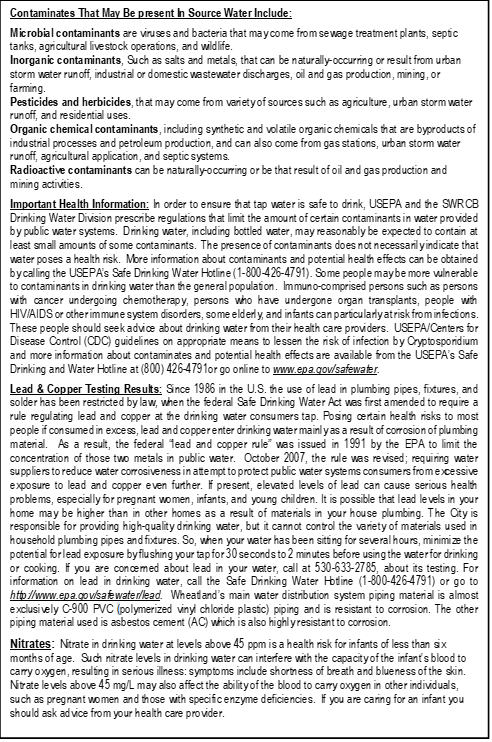 Contaminates That May Be present In Source Water Include:
Microbial contaminants are viruses and bacteria that may come from sewage treatment plants, septic
tanks, agricultural livestock operations, and wildlife.
Inorganic contaminants, Such as salts and metals, that can be naturally-occurring or result from urban
storm water runoff, industrial or domestic wastewater discharges, oil and gas production, mining, or
farming.
Pesticides and herbicides, that may come from variety of sources such as agriculture, urban storm water
runoff, and residential uses.
Organic chemical contaminants, including synthetic and volatile organic chemicals that are byproducts of
industrial processes and petroleum production, and can also come from gas stations, urban storm water
runoff, agricultural application, and septic systems.
Radioactive contaminants can be naturally-occurring or be that result of oil and gas production and
mining activities.
Important Health Information: In order to ensure that tap water is safe to drink, USEPA and the SWRCB
Drinking Water Division prescribe regulations that limit the amount of certain contaminants in water provided
by public water systems. Drinking water, including bottled water, may reasonably be expected to contain at
least small amounts of some contaminants. The presence of contaminants does not necessarily indicate that
water poses a health risk. More information about contaminants and potential health effects can be obtained
by calling the USEPA's Safe Drinking Water Hotline (1-800-426-4791). Some people may be more vulnerable
to contaminants in drinking water than the general population. Immuno-comprised persons such as persons
with cancer undergoing chemotherapy, persons who have undergone organ transplants, people with
HIV/AIDS or other immune system disorders, some elderly, and infants can particularly at risk from infections.
These people should seek advice about drinking water from their health care providers. USEPA/Centers for
Disease Control (CDC) guidelines on appropriate means to lessen the risk of infection by Cryptosporidium
and more information about contaminates and potential health effects are available from the USEPA's Safe
Drinking and Water Hotline at (800) 426-4791or go online to www.epa.gov/safewater.
Lead & Copper Testing Results: Since 1986 in the U.S. the use of lead in plumbing pipes, fixtures, and
solder has been restricted by law, when the federal Safe Drinking Water Act was first amended to require a
rule regulating lead and copper at the drinking water consumers tap. Posing certain health risks to most
people if consumed in excess, lead and copper enter drinking water mainly as a result of corrosion of plumbing
material. As a result, the federal "lead and copper rule" was issued in 1991 by the EPA to limit the
concentration of those two metals in public water. October 2007, the rule was revised; requiring water
suppliers to reduce water corrosiveness in attempt to protect public water systems consumers from excessive
exposure to lead and copper even further. If present, elevated levels of lead can cause serious health
problems, especially for pregnant women, infants, and young children. It is possible that lead levels in your
home may be higher than in other homes as a result of materials in your house plumbing. The City is
responsible for providing high-quality drinking water, but it cannot control the variety of materials used in
household plumbing pipes and fixtures. So, when your water has been sitting for several hours, minimize the
potential for lead exposure by flushing your tap for 30 seconds to 2 minutes before using the water for drinking
or cooking. If you are concerned about lead in your water, call at 530-633-2785, about its testing. For
information on lead in drinking water, call the Safe Drinking Water Hotline (1-800-426-4791) or go to
http://www.epa.gov/safewater/lead. Wheatland's main water distribution system piping material is almost
exclusively C-900 PVC (polymerized vinyl chloride plastic) piping and is resistant to corrosion. The other
piping material used is asbestos cement (AC) which is also highly resistant to corrosion.
Nitrates: Nitrate in drinking water at levels above 45 ppm is a health risk for infants of less than six
months of age. Such nitrate levels in drinking water can interfere with the capacity of the infant's blood to
carry oxygen, resulting in serious illness: symptoms include shortness of breath and blueness of the skin.
Nitrate levels above 45 mg/L may also affect the ability of the blood to carry oxygen in other individuals,
such as pregnant women and those with specific enzyme deficiencies. If you are caring for an infant you
should ask advice from your health care provider.